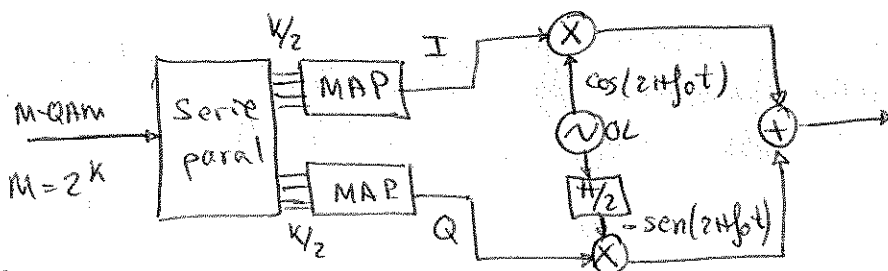 K/2
I
MAP
M-QAM
Serie
paral
M = 2^K
cos(2πf₀t)
X
OL
+
K/2
MAP
Q
π/2
-sen(2πf₀t)
X